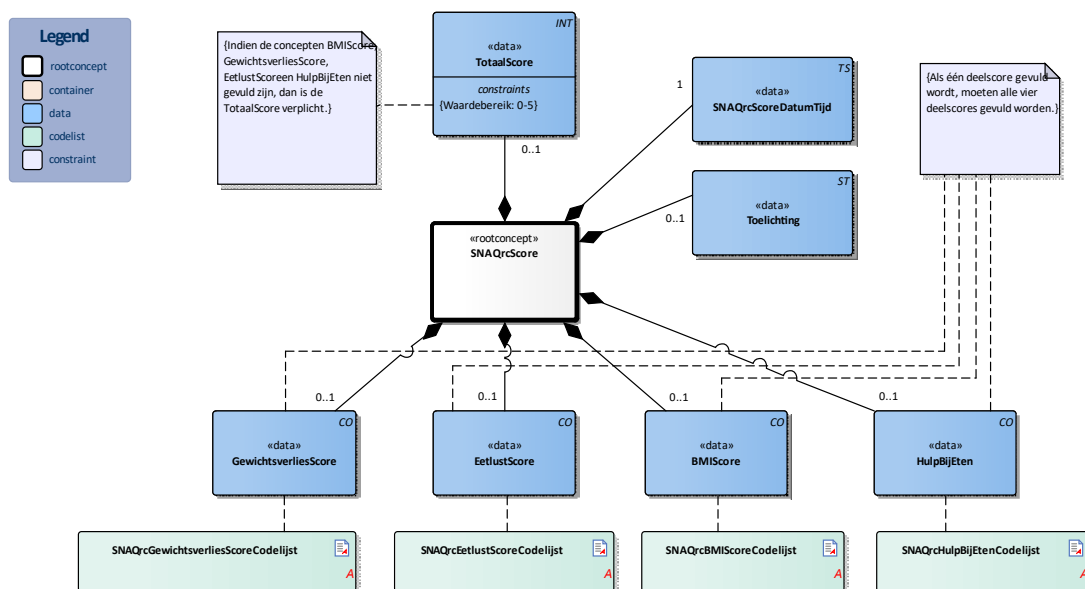 Legend
rootconcept
container
data
codelist
constraint
{Indien de concepten BMIScore,
GewichtsverliesScore,
EetlustScoreen HulpBijEten niet
gevuld zijn, dan is de
TotaalScore verplicht.}
INT
«data»
TotaalScore
constraints
{Waardebereik: 0-5}
0..1
TS
«data»
SNAQrcScoreDatumTijd
1
ST
«data»
Toelichting
0..1
{Als één deelscore gevuld
wordt, moeten alle vier
deelscores gevuld worden.}
«rootconcept»
SNAQrcScore
0..1
0..1
0..1
0..1
CO
«data»
GewichtsverliesScore
CO
«data»
EetlustScore
CO
«data»
BMIScore
CO
«data»
HulpBijEten
SNAQrcGewichtsverliesScoreCodelijst
A
SNAQrcEetlustScoreCodelijst
A
SNAQrcBMIScoreCodelijst
A
SNAQrcHulpBijEtenCodelijst
A